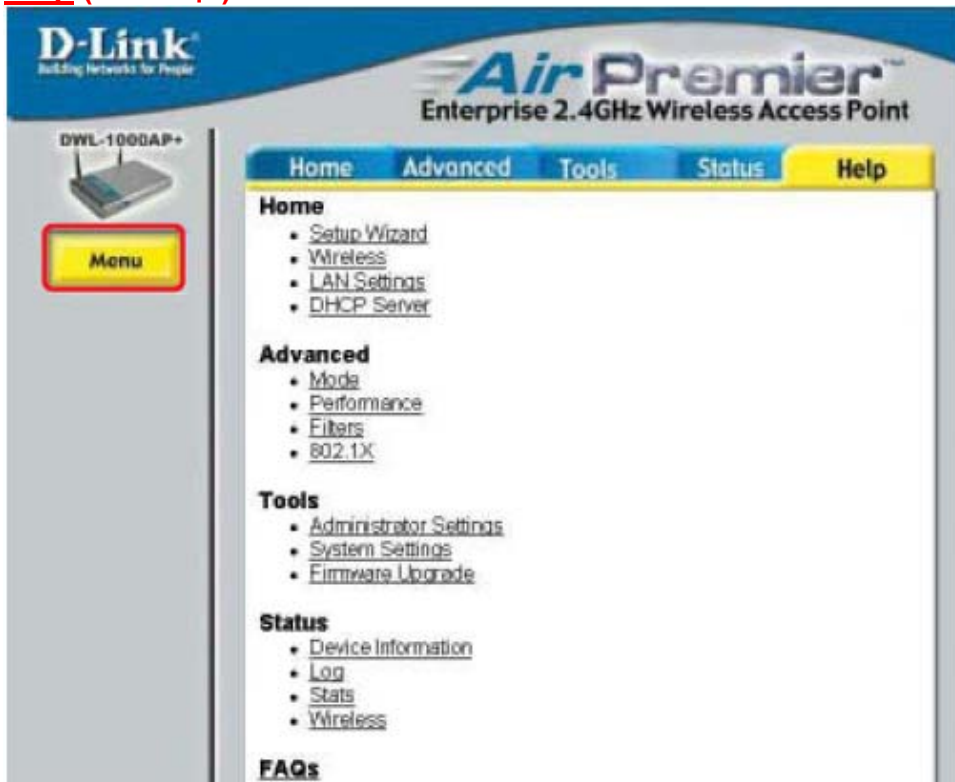 D-Link
Building Networks for People
Air Premier™
Enterprise 2.4GHz Wireless Access Point
DWL-1000AP+
Menu
Home Advanced Tools Status Help
Home
• Setup Wizard
• Wireless
• LAN Settings
• DHCP Server
Advanced
• Mode
• Performance
• Filters
• 802.1X
Tools
• Administrator Settings
• System Settings
• Firmware Upgrade
Status
• Device Information
• Log
• Stats
• Wireless
FAQs